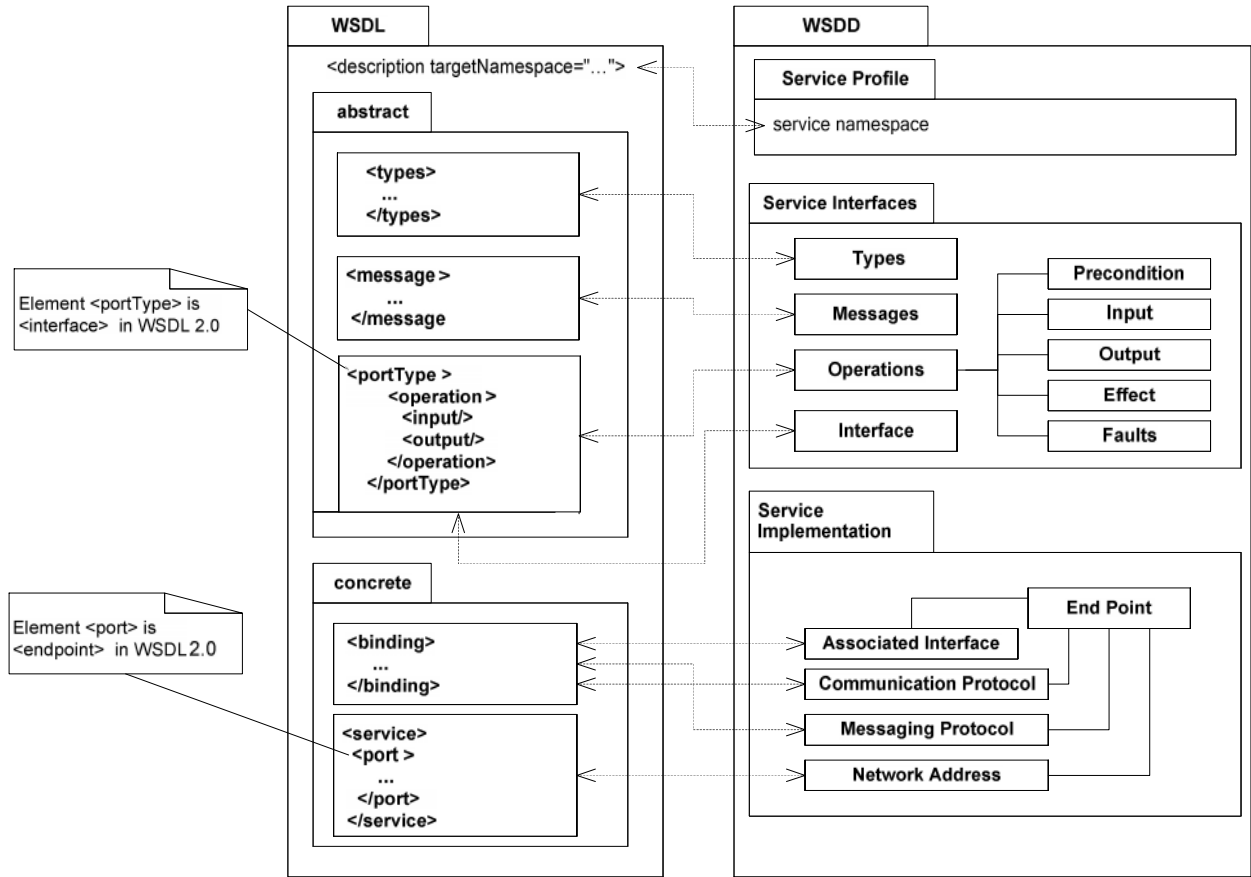 WSDL
<description targetNamespace="...">
abstract
<types>
...
</types>
<message >
...
</message
<portType >
<operation >
<input/>
<output/>
</operation>
</portType>
concrete
<binding>
...
</binding>
<service>
<port >
...
</port>
</service>
Element <portType> is
<interface> in WSDL 2.0
Element <port> is
<endpoint> in WSDL 2.0
WSDD
Service Profile
service namespace
Service Interfaces
Types
Messages
Operations
Interface
Precondition
Input
Output
Effect
Faults
Service
Implementation
End Point
Associated Interface
Communication Protocol
Messaging Protocol
Network Address